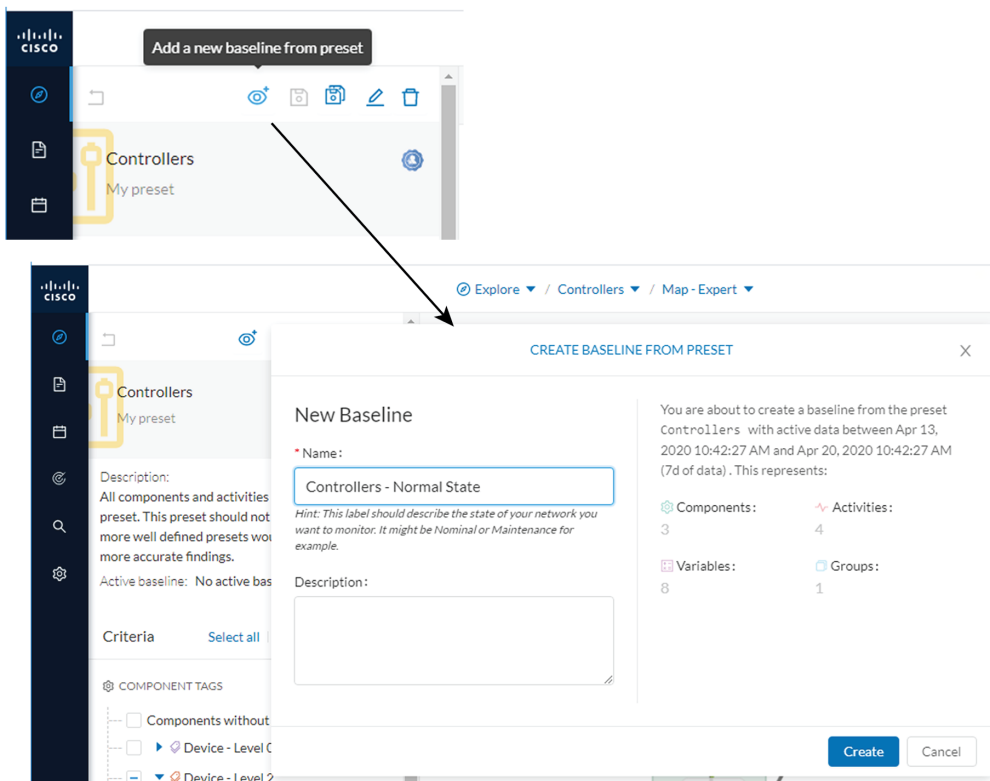 CISCO
Add a new baseline from preset
Controllers
My preset
CISCO
Explore / Controllers / Map - Expert
CREATE BASELINE FROM PRESET
X
Controllers
My preset
Description:
All components and activities
preset. This preset should not
more well defined presets wou
more accurate findings.
Active baseline: No active bas
Criteria Select all
COMPONENT TAGS
Components without
Device - Level 0
Device - Level 2
New Baseline
* Name:
Controllers - Normal State
Hint: This label should describe the state of your network you
want to monitor. It might be Nominal or Maintenance for
example.
Description:
You are about to create a baseline from the preset
Controllers with active data between Apr 13,
2020 10:42:27 AM and Apr 20, 2020 10:42:27 AM
(7d of data) . This represents:
Components: Activities:
3 4
Variables: Groups:
8 1
Create Cancel